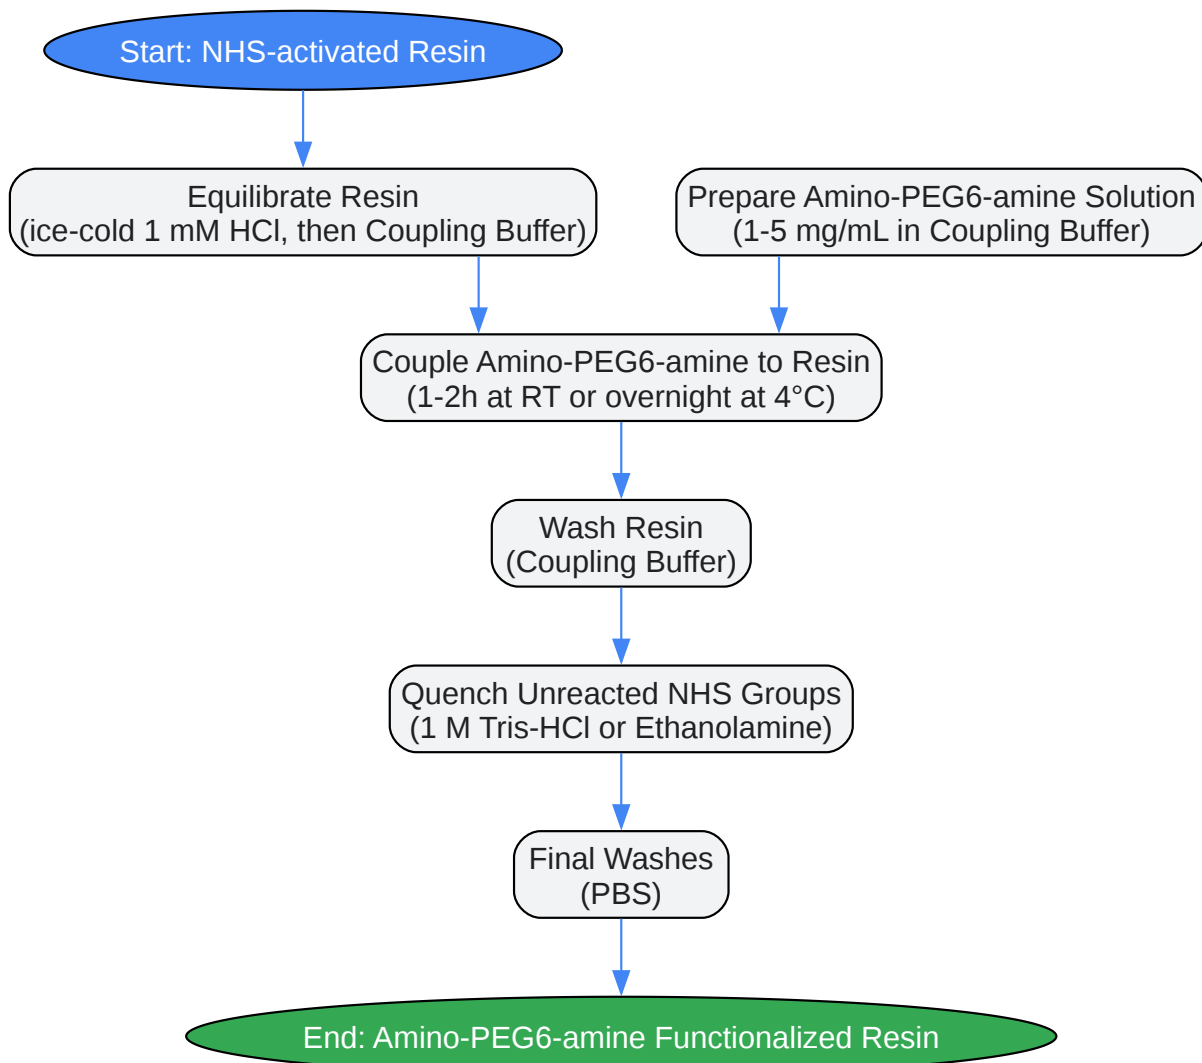 Start: NHS-activated Resin
Equilibrate Resin
(ice-cold 1 mM HCl, then Coupling Buffer)
Prepare Amino-PEG6-amine Solution
(1-5 mg/mL in Coupling Buffer)
Couple Amino-PEG6-amine to Resin
(1-2h at RT or overnight at 4°C)
Wash Resin
(Coupling Buffer)
Quench Unreacted NHS Groups
(1 M Tris-HCl or Ethanolamine)
Final Washes
(PBS)
End: Amino-PEG6-amine Functionalized Resin